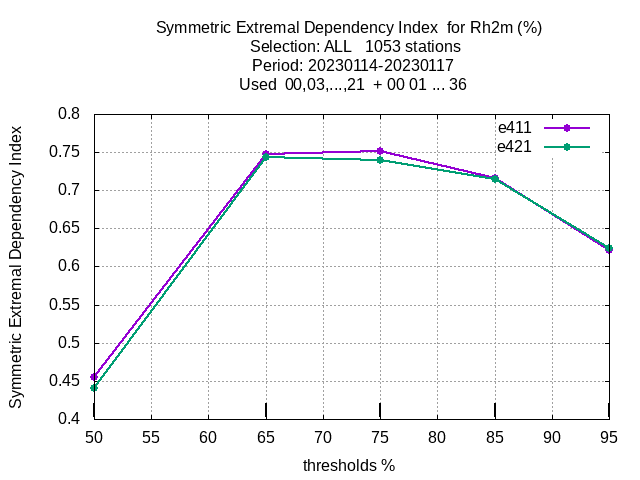 Symmetric Extremal Dependency Index  for Rh2m (%)
Selection: ALL   1053 stations
Period: 20230114-20230117
Used  00,03,...,21  + 00 01 ... 36
Symmetric Extremal Dependency Index
0.8
0.75
0.7
0.65
0.6
0.55
0.5
0.45
0.4
e411
e421
50 55 60 65 70 75 80 85 90 95
thresholds %